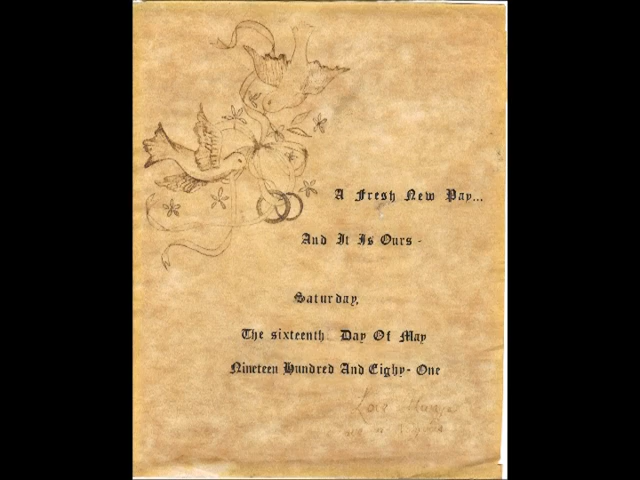 A Fresh New Day...
And It Is Ours -
Saturday,
The sixteenth Day Of May
Nineteen Hundred And Eighy- One